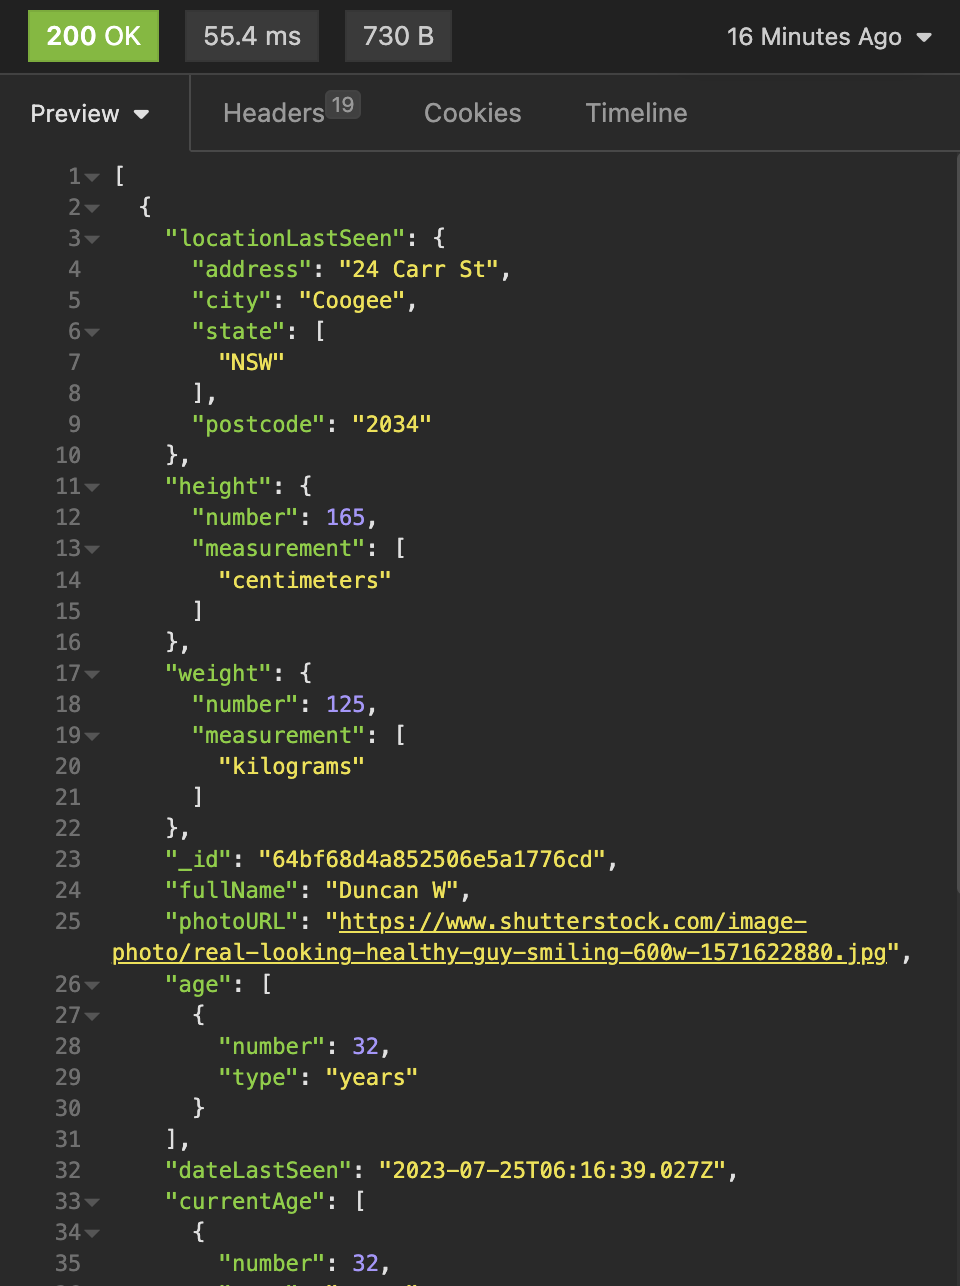 200 OK 55.4 ms 730 B 16 Minutes Ago
Preview Headers 19 Cookies Timeline
1 [
2 {
3 "locationLastSeen": {
4 "address": "24 Carr St",
5 "city": "Coogee",
6 "state": [
7 "NSW"
8 ],
9 "postcode": "2034"
10 },
11 "height": {
12 "number": 165,
13 "measurement": [
14 "centimeters"
15 ]
16 },
17 "weight": {
18 "number": 125,
19 "measurement": [
20 "kilograms"
21 ]
22 },
23 "_id": "64bf68d4a852506e5a1776cd",
24 "fullName": "Duncan W",
25 "photoURL": "https://www.shutterstock.com/image-
photo/real-looking-healthy-guy-smiling-600w-1571622880.jpg",
26 "age": [
27 {
28 "number": 32,
29 "type": "years"
30 }
31 ],
32 "dateLastSeen": "2023-07-25T06:16:39.027Z",
33 "currentAge": [
34 {
35 "number": 32,